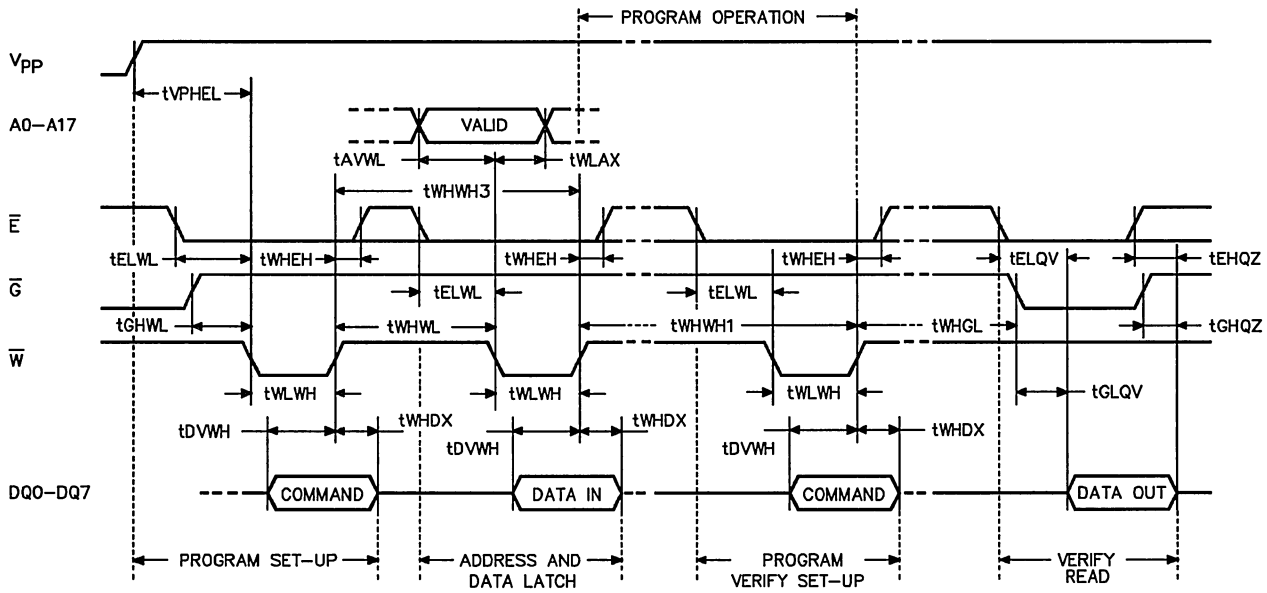 PROGRAM OPERATION
VPP
tVPHEL
A0-A17
VALID
tAVWL
tWLAX
tWHWH3
E
tELWL
tWHEH
tWHEH
tWHEH
tELQV
tEHQZ
G
tELWL
tELWL
tGHWL
tWHWL
tWHWH1
tWHGL
tGHQZ
W
tWLWH
tWLWH
tWLWH
tGLQV
tDVWH
tWHDX
tDVWH
tWHDX
tDVWH
tWHDX
DQ0-DQ7
COMMAND
DATA IN
COMMAND
DATA OUT
PROGRAM SET-UP
ADDRESS AND
DATA LATCH
PROGRAM
VERIFY SET-UP
VERIFY
READ